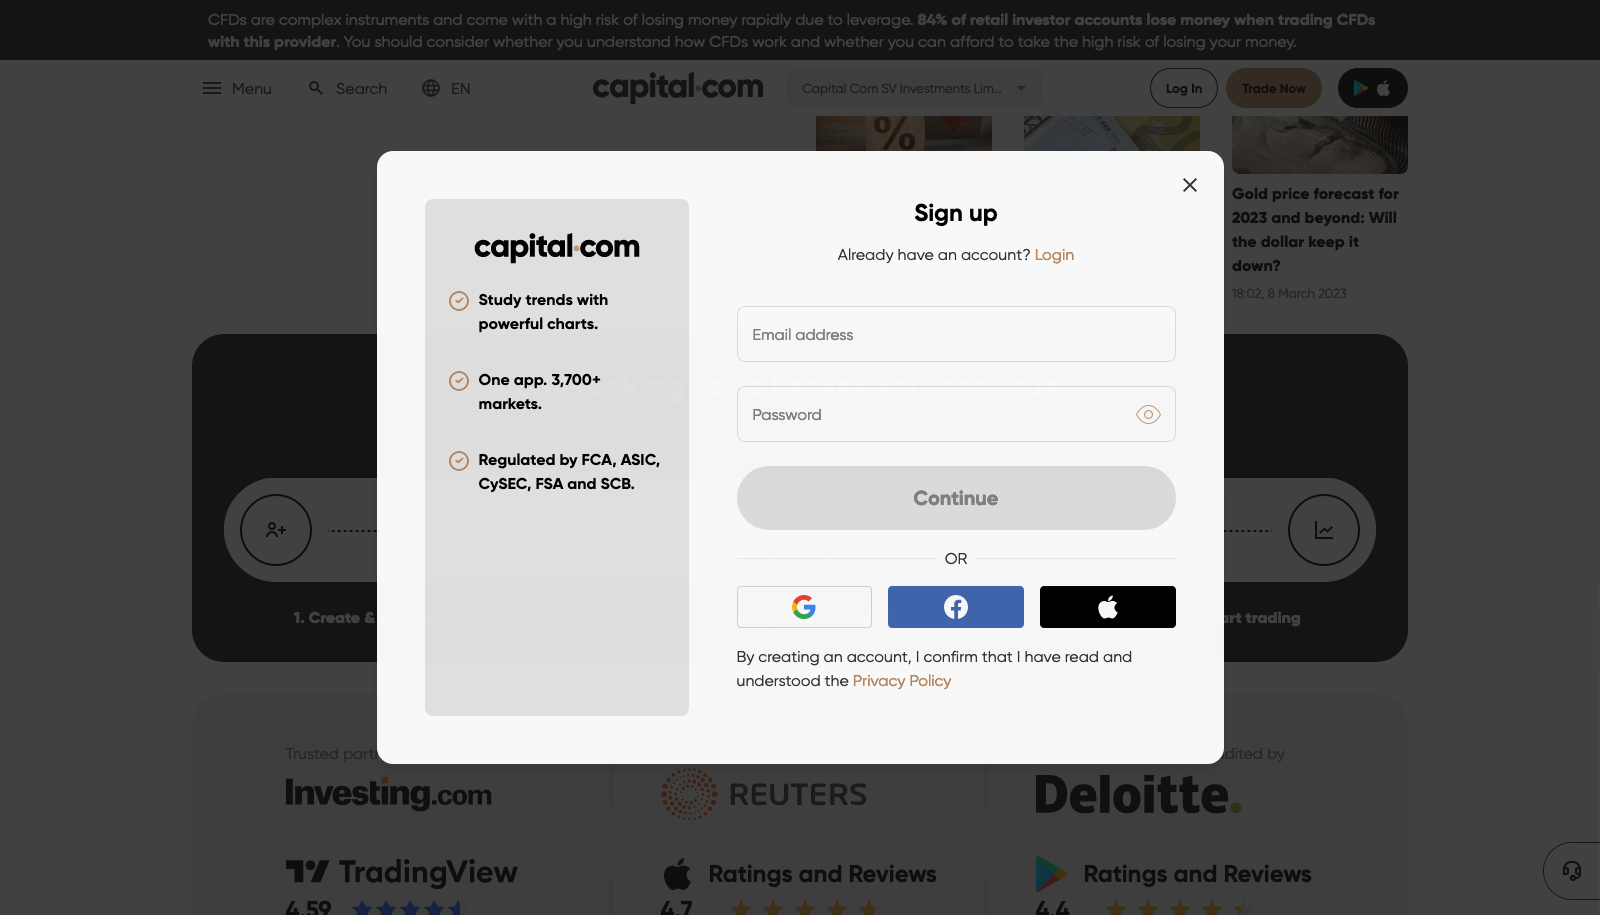 CFDs are complex instruments and come with a high risk of losing money rapidly due to leverage. 84% of retail investor accounts lose money when trading CFDs
with this provider. You should consider whether you understand how CFDs work and whether you can afford to take the high risk of losing your money.
Menu
Search
EN
capital.com
Capital Com SV Investments Lim...
Log In
Trade Now
Gold price forecast for
2023 and beyond: Will
the dollar keep it
down?
18:02, 8 March 2023
Sign up
Already have an account? Login
capital.com
Study trends with
powerful charts.
One app. 3,700+
markets.
Regulated by FCA, ASIC,
CySEC, FSA and SCB.
Email address
Password
Continue
OR
By creating an account, I confirm that I have read and
understood the Privacy Policy
looking for a broker you can trust?
1. Create &
art trading
Trusted part
dited by
Investing.com
REUTERS
Deloitte.
TradingView
Ratings and Reviews
Ratings and Reviews
4.59
4.7
4.4